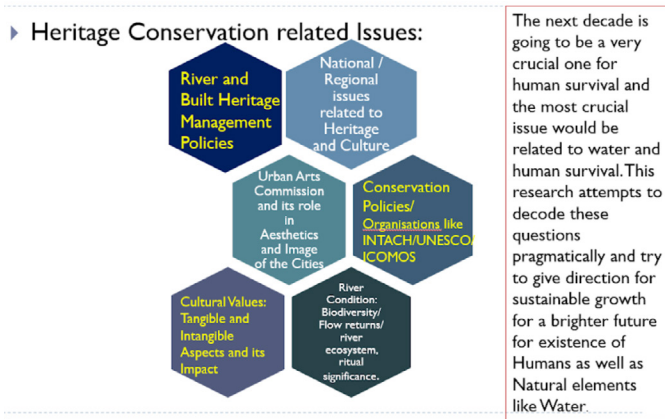 Heritage Conservation related Issues:
River and
Built Heritage
Management
Policies
National /
Regional
issues
related to
Heritage
and Culture
Urban Arts
Commission
and its role
in
Aesthetics
and Image
of the Cities
Conservation
Policies/
Organisations like
INTACH/UNESCO/
ICOMOS
Cultural Values:
Tangible and
Intangible
Aspects and its
Impact
River
Condition:
Biodiversity/
Flow returns/
river
ecosystem,
ritual
significance.
The next decade is
going to be a very
crucial one for
human survival and
the most crucial
issue would be
related to water and
human survival. This
research attempts to
decode these
questions
pragmatically and try
to give direction for
sustainable growth
for a brighter future
for existence of
Humans as well as
Natural elements
like Water.